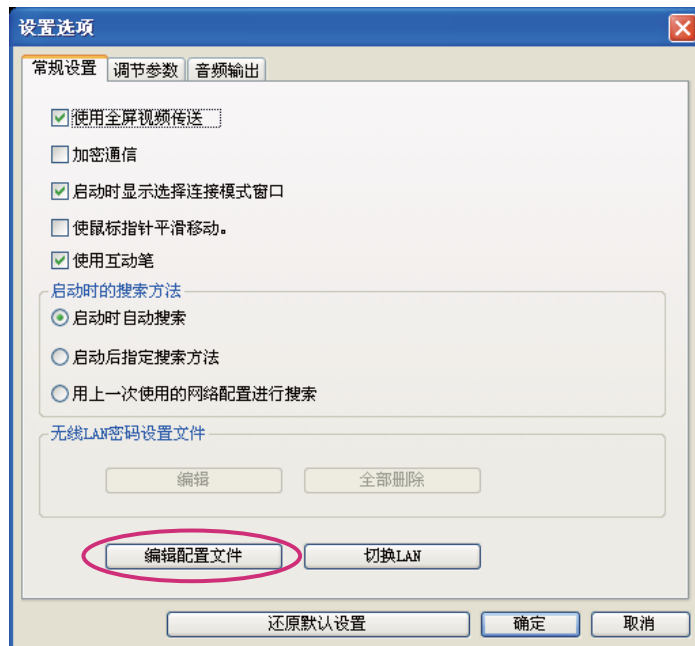 设置选项
常规设置 调节参数 音频输出
使用全屏视频传送
加密通信
启动时显示选择连接模式窗口
使鼠标指针平滑移动。
使用互动笔
启动时的搜索方法
启动时自动搜索
启动后指定搜索方法
用上一次使用的网络配置进行搜索
无线LAN密码设置文件
编辑 全部删除
编辑配置文件 切换LAN
还原默认设置 确定 取消